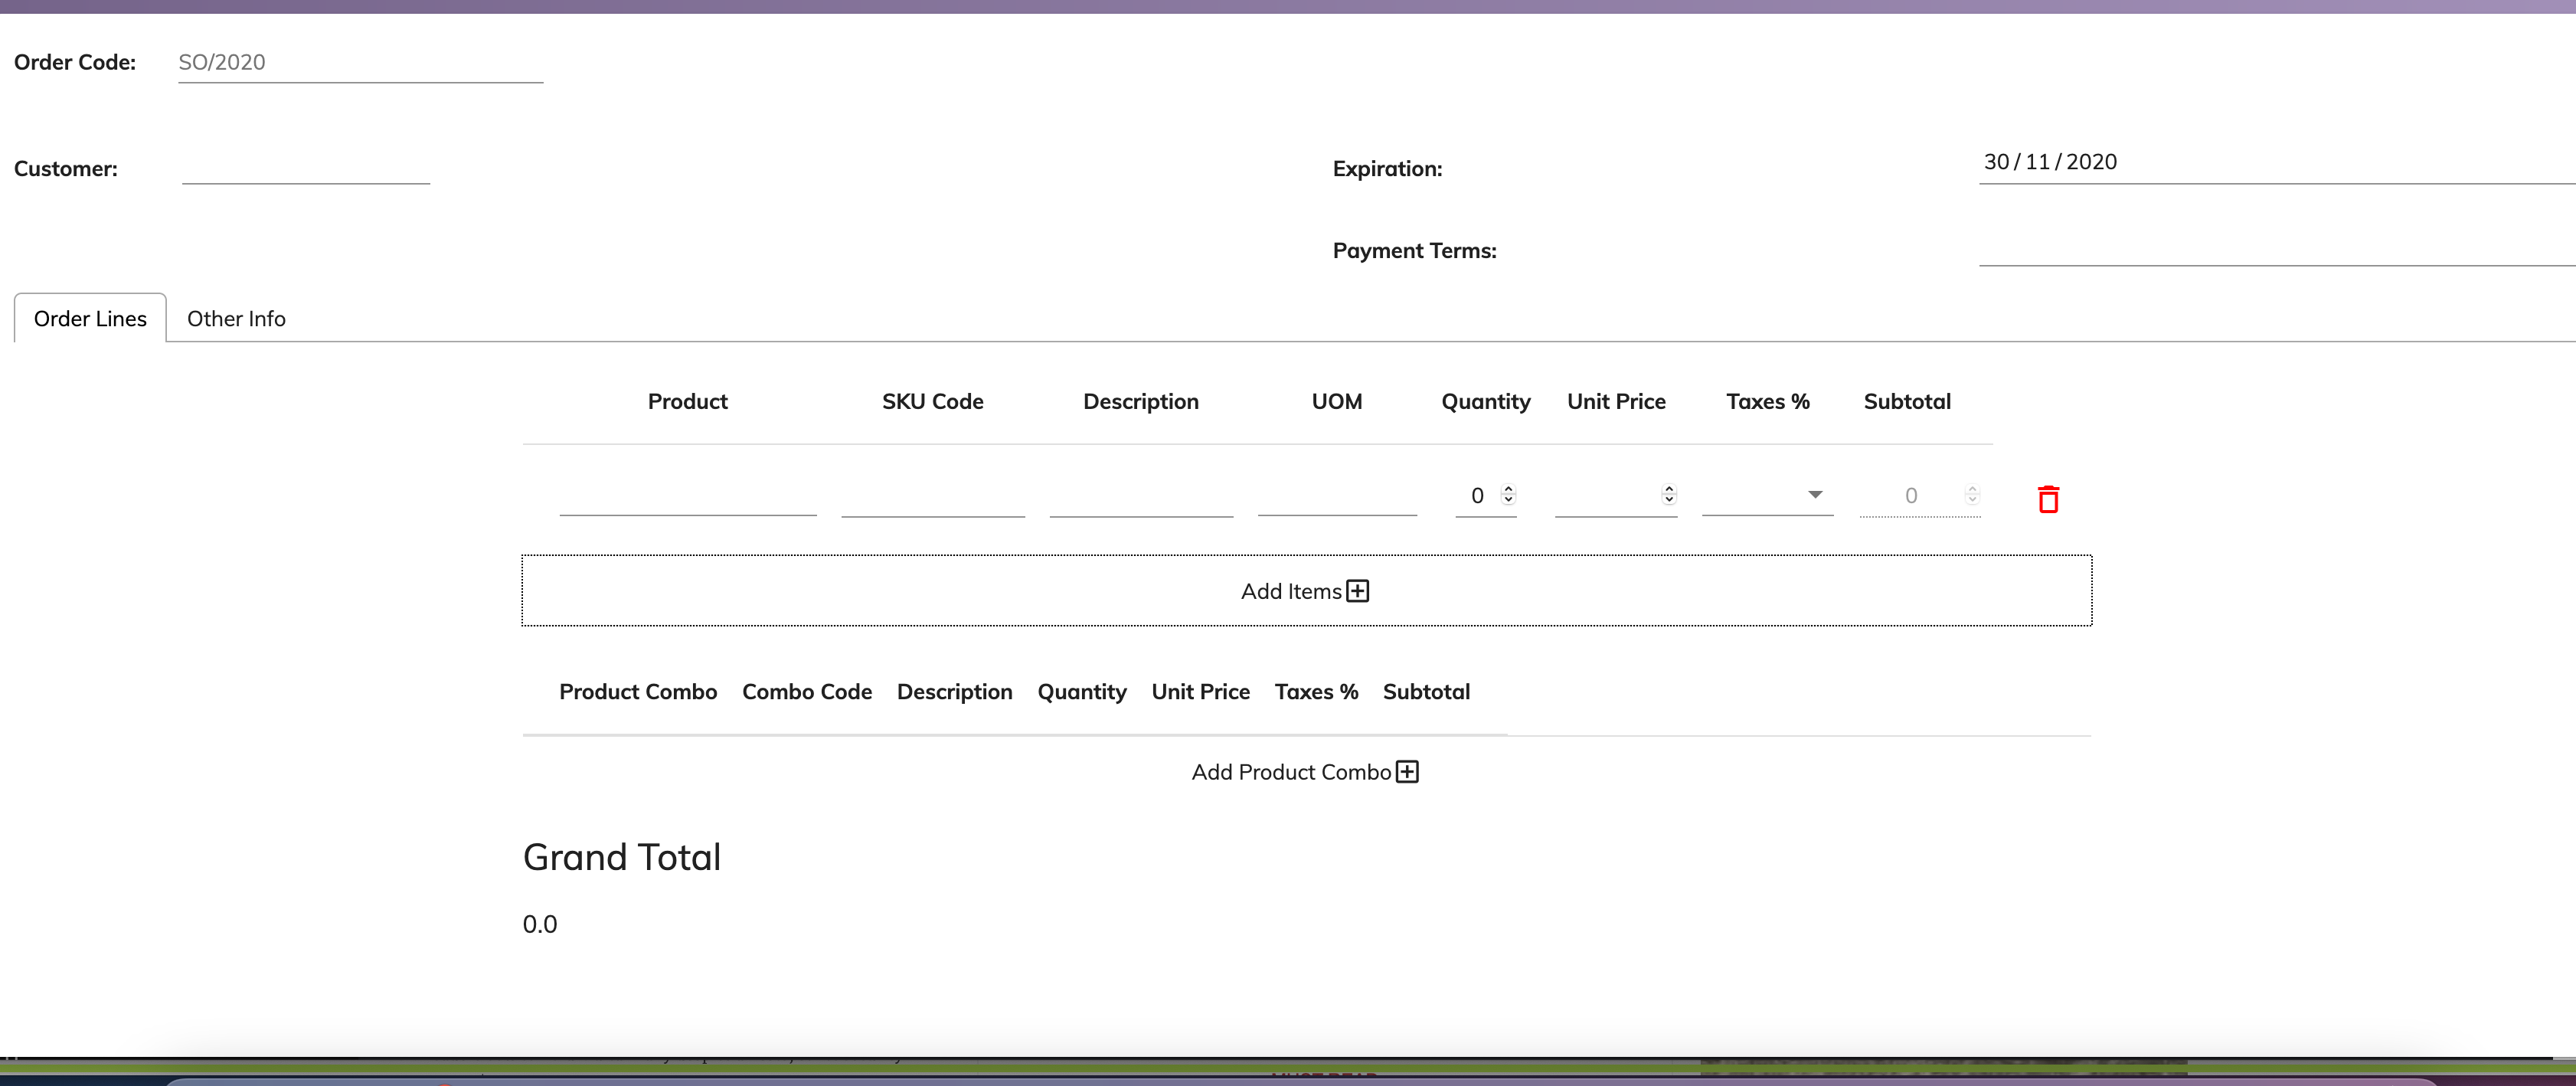 Order Code: SO/2020
Customer: Expiration: 30/11/2020
Payment Terms:
Order Lines Other Info
Product SKU Code Description UOM Quantity Unit Price Taxes % Subtotal
0 0
Add Items
Product Combo Combo Code Description Quantity Unit Price Taxes % Subtotal
Add Product Combo
Grand Total
0.0